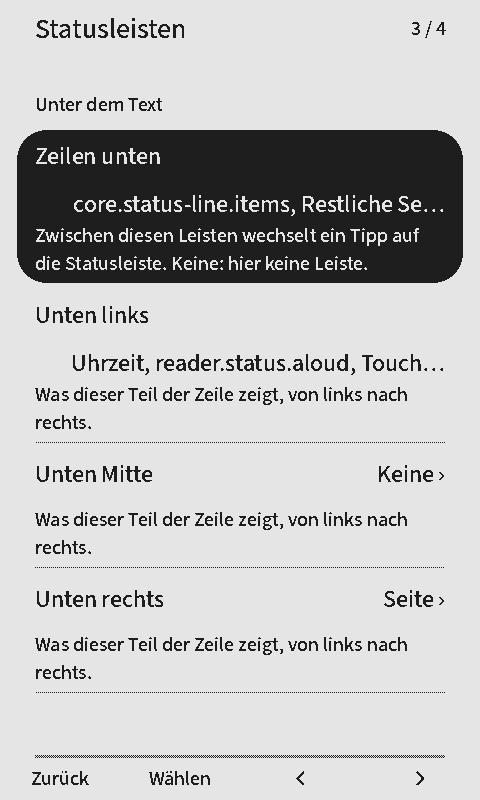 Statusleisten
3 / 4
Unter dem Text
Zeilen unten
core.status-line.items, Restliche Se…
Zwischen diesen Leisten wechselt ein Tipp auf
die Statusleiste. Keine: hier keine Leiste.
Unten links
Uhrzeit, reader.status.aloud, Touch…
Was dieser Teil der Zeile zeigt, von links nach
rechts.
Unten Mitte
Keine ›
Was dieser Teil der Zeile zeigt, von links nach
rechts.
Unten rechts
Seite ›
Was dieser Teil der Zeile zeigt, von links nach
rechts.
Zurück
Wählen
‹
›